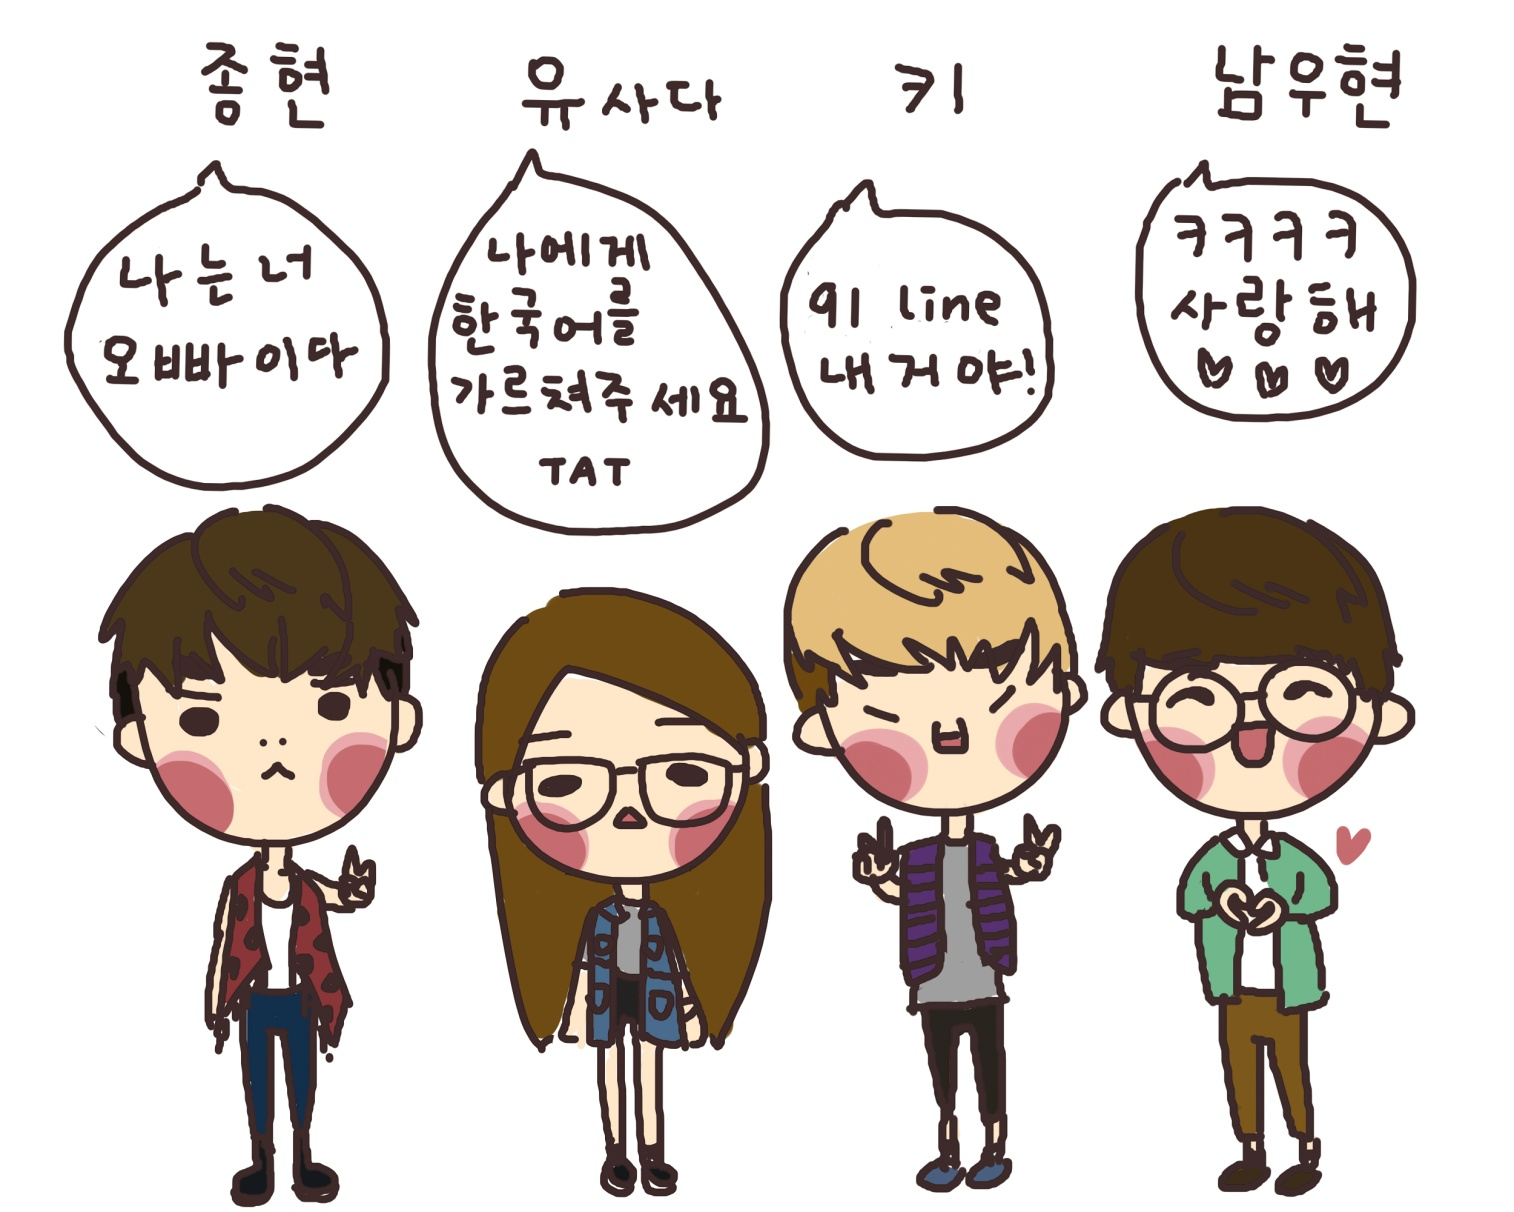 종현
나는 너
오빠이다
유사다
나에게
한국어를
가르쳐주세요
TAT
키
91 line
내거야!
남우현
ㅋㅋㅋㅋ
사랑해